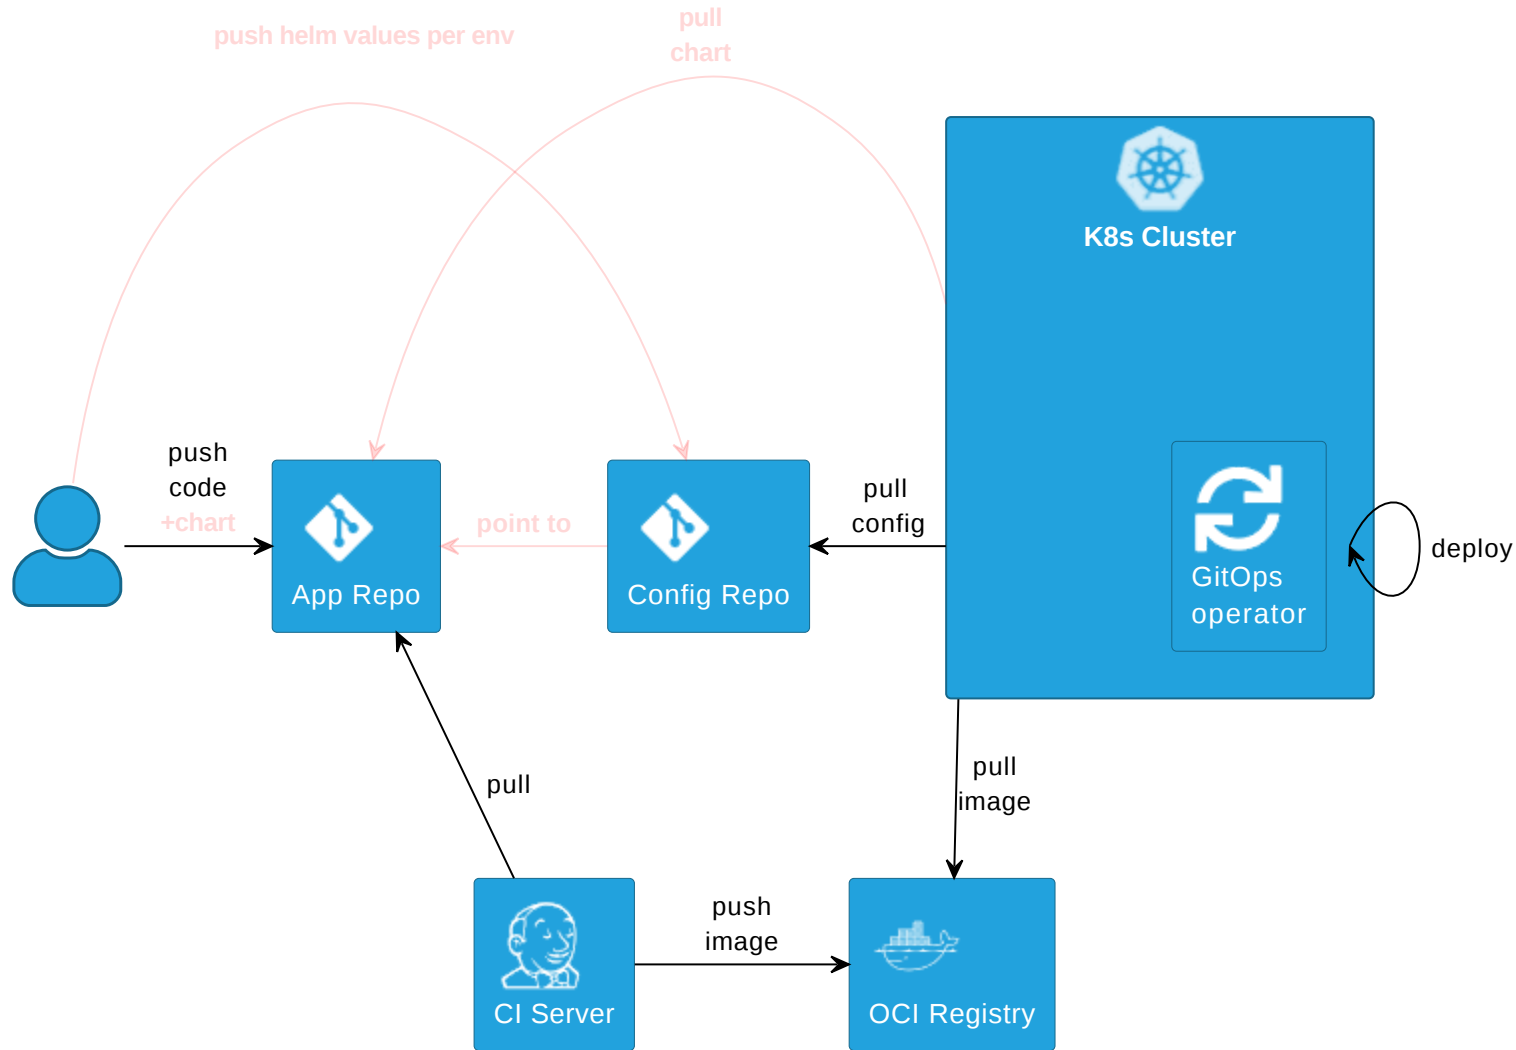 push helm values per env
pull
chart
K8s Cluster
push
code
+chart
App Repo
point to
Config Repo
pull
config
GitOps
operator
deploy
pull
pull
image
CI Server
push
image
OCI Registry